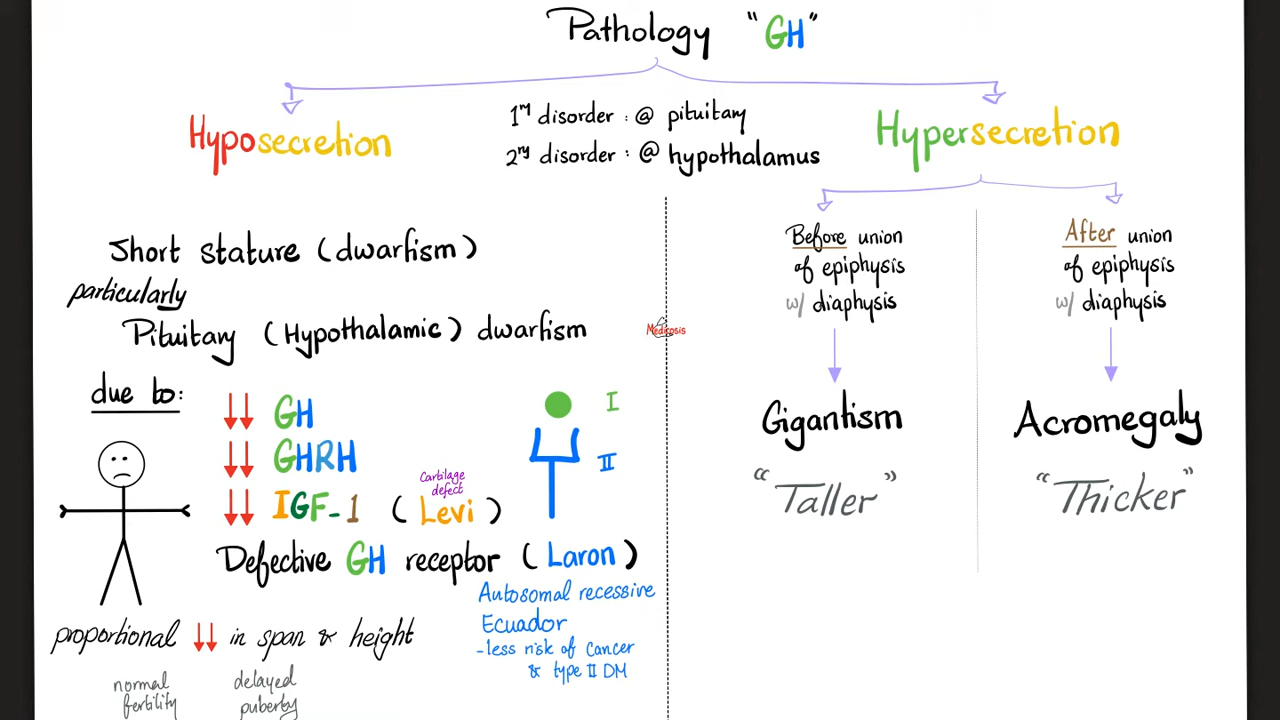 Pathology "GH"
1ry disorder : @ pituitary
2ry disorder : @ hypothalamus
Hyposecretion
Short stature (dwarfism)
particularly
Pituitary (Hypothalamic) dwarfism
due to:
↓↓ GH
↓↓ GHRH
Cartilage
defect
↓↓ IGF-1 (Levi)
I
II
Defective GH receptor (Laron)
Autosomal recessive
Ecuador
-less risk of cancer
& type II DM
proportional ↓↓ in span & height
normal
fertility
delayed
puberty
Medicosis
Hypersecretion
Before union
of epiphysis
w/ diaphysis
Gigantism
"Taller"
After union
of epiphysis
w/ diaphysis
Acromegaly
"Thicker"